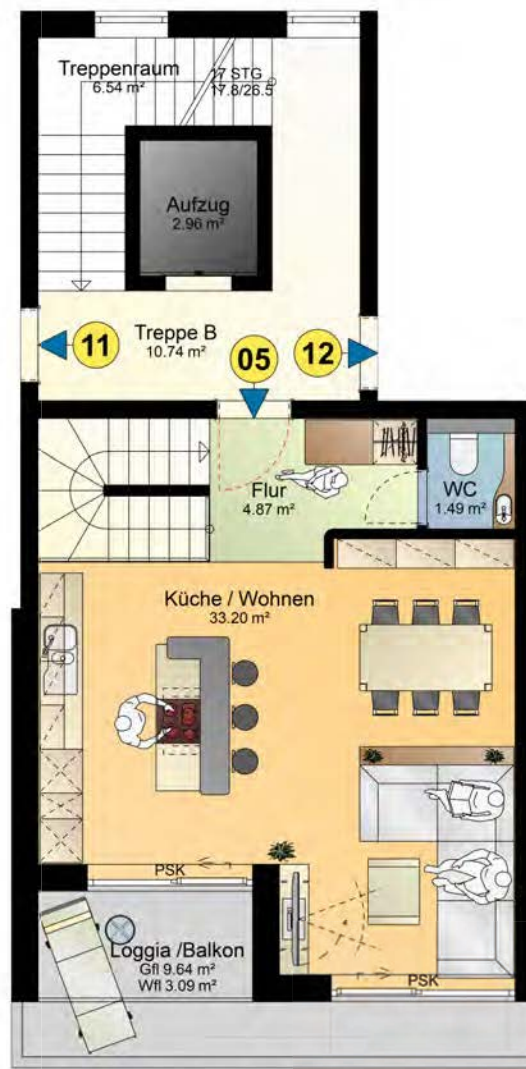 Treppenraum
6.54 m²
17 STG
17.8/26.5
Aufzug
2.96 m²
11
Treppe B
10.74 m²
05
12
Flur
4.87 m²
WC
1.49 m²
Küche / Wohnen
33.20 m²
PSK
Loggia /Balkon
Gfl 9.64 m²
Wfl 3.09 m²
PSK